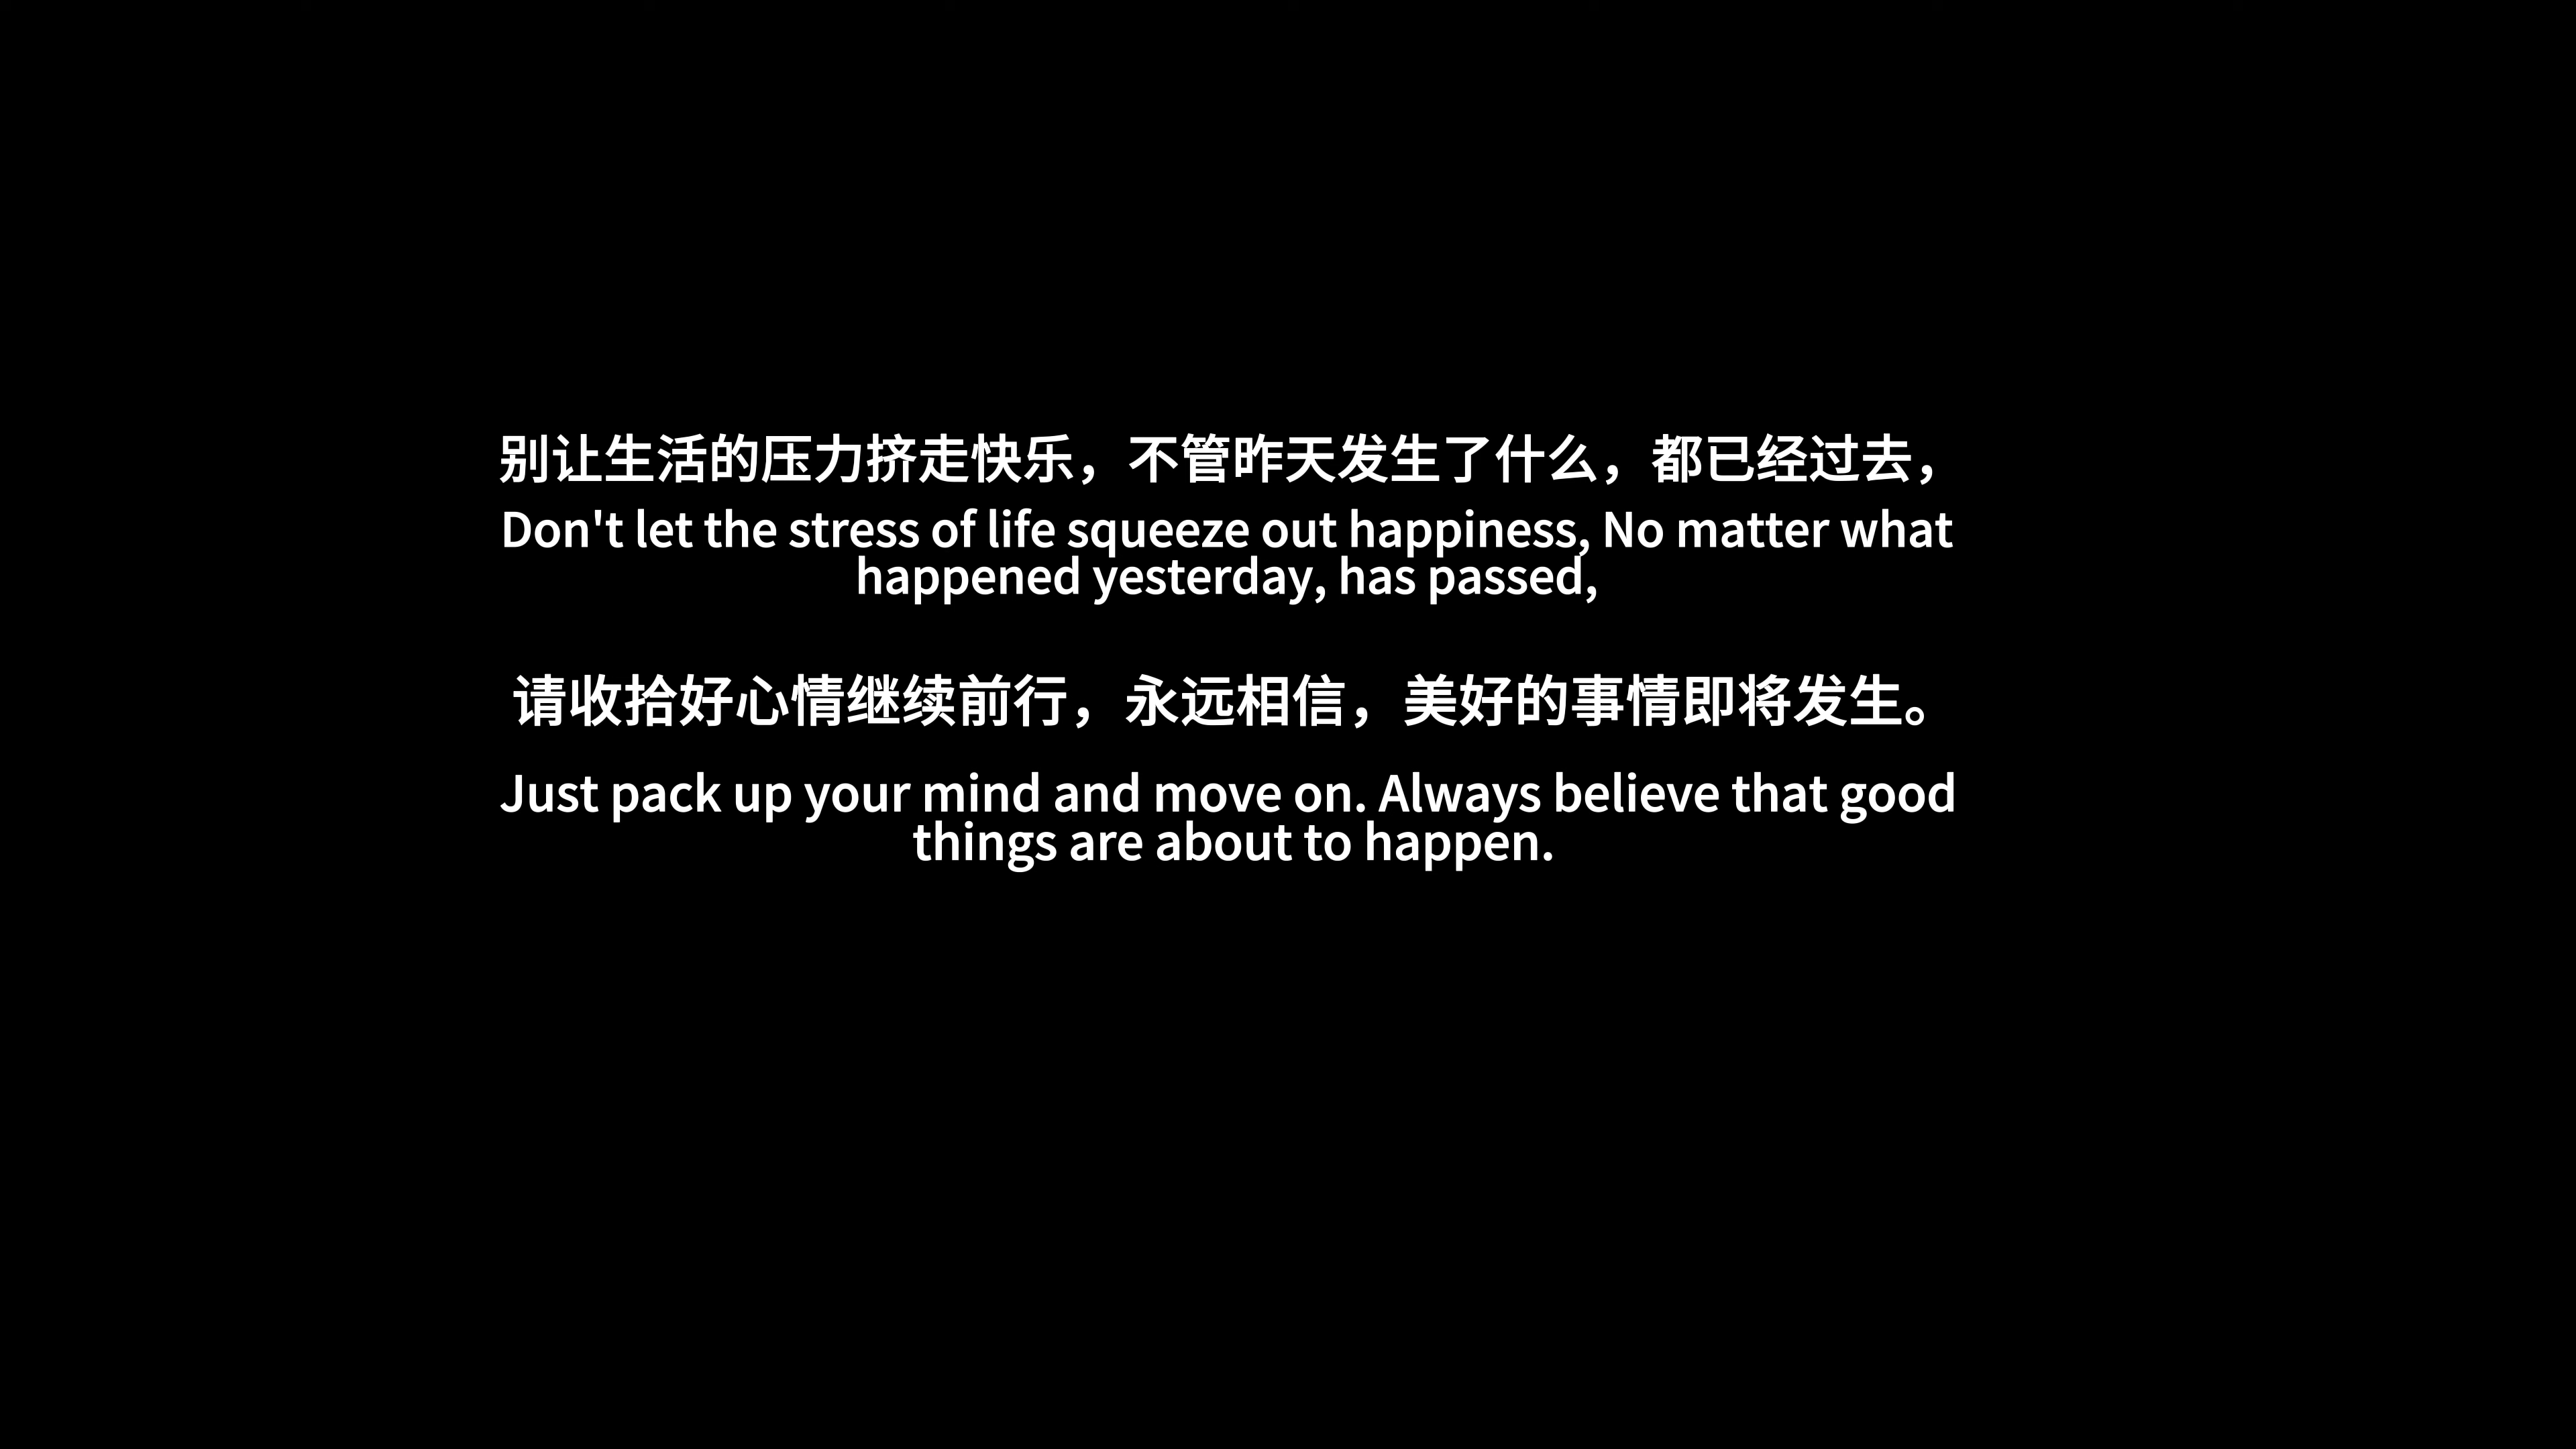 别让生活的压力挤走快乐，不管昨天发生了什么，都已经过去，
Don't let the stress of life squeeze out happiness, No matter what
happened yesterday, has passed,
请收拾好心情继续前行，永远相信，美好的事情即将发生。
Just pack up your mind and move on. Always believe that good
things are about to happen.